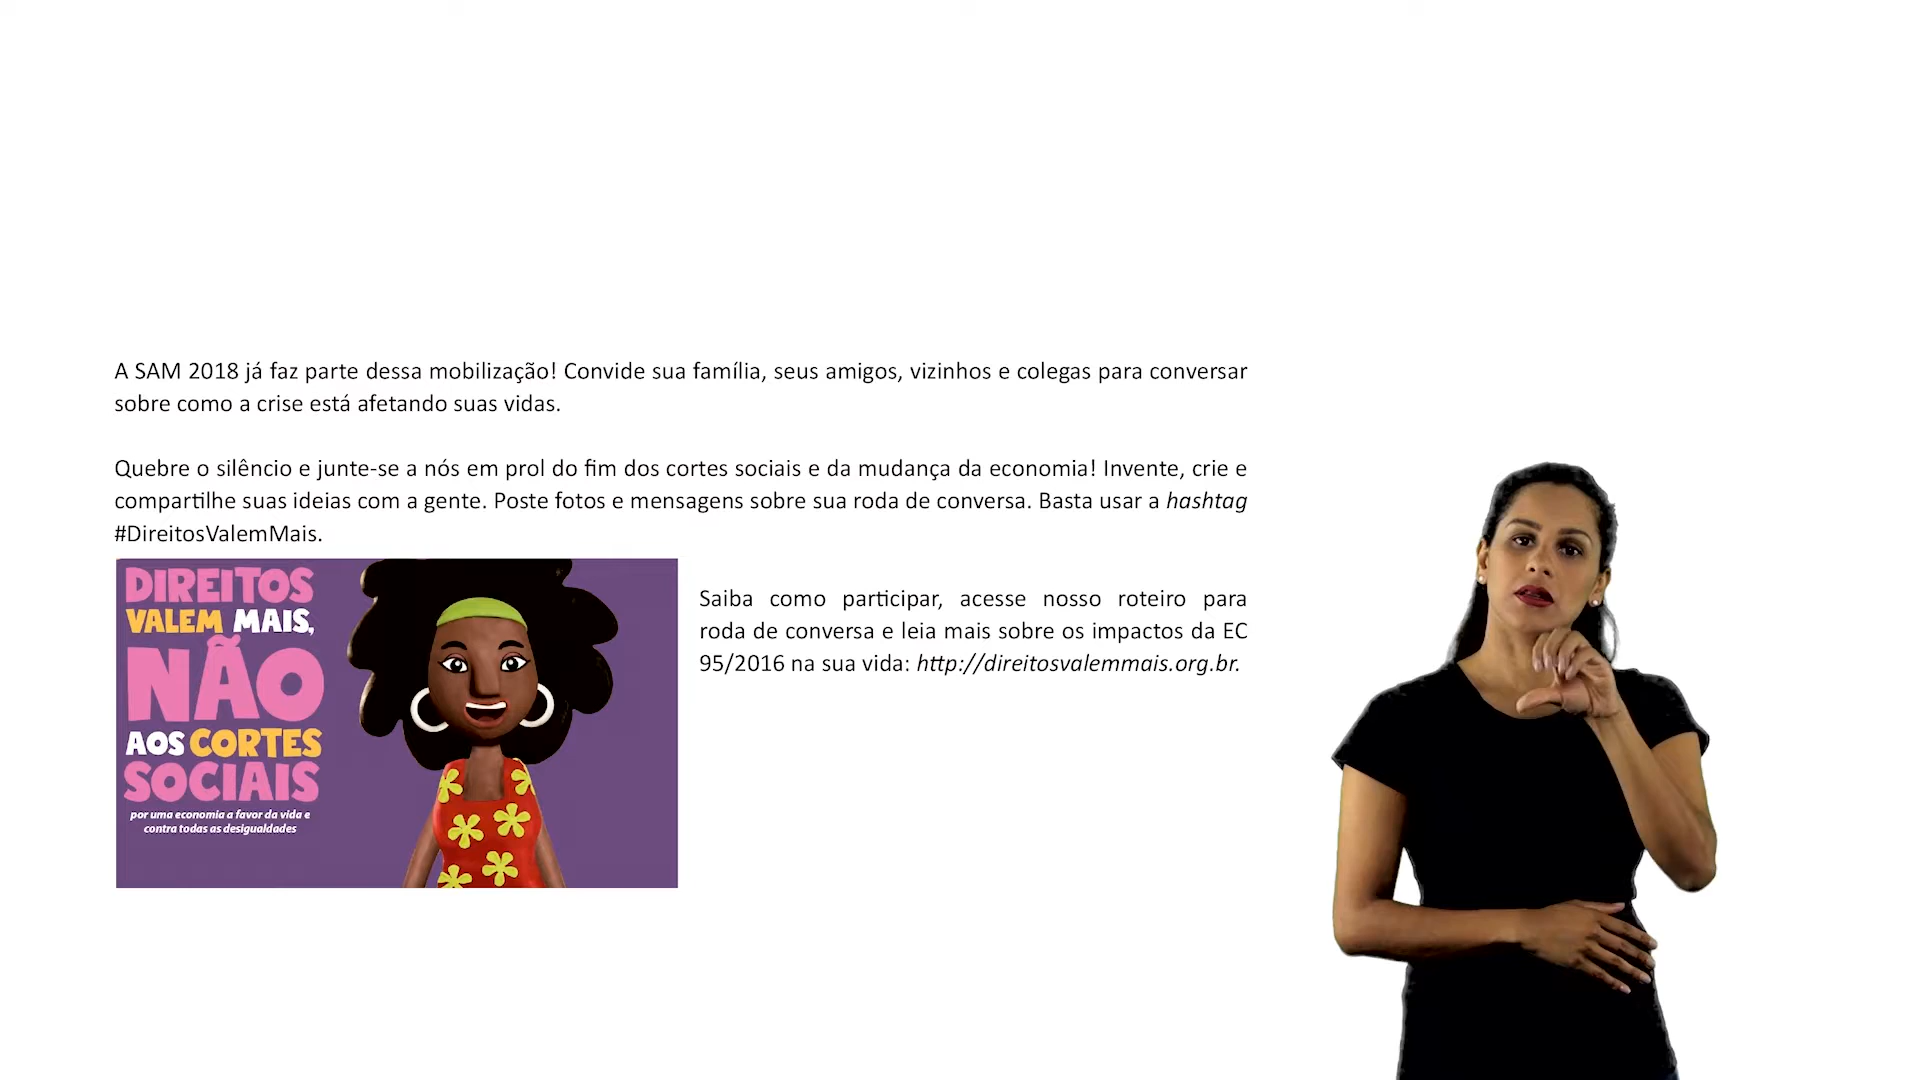 A SAM 2018 já faz parte dessa mobilização! Convide sua família, seus amigos, vizinhos e colegas para conversar
sobre como a crise está afetando suas vidas.
Quebre o silêncio e junte-se a nós em prol do fim dos cortes sociais e da mudança da economia! Invente, crie e
compartilhe suas ideias com a gente. Poste fotos e mensagens sobre sua roda de conversa. Basta usar a hashtag
#DireitosValemMais.
DIREITOS
VALEM MAIS,
NÃO
AOS CORTES
SOCIAIS
por uma economia a favor da vida e
contra todas as desigualdades
Saiba como participar, acesse nosso roteiro para
roda de conversa e leia mais sobre os impactos da EC
95/2016 na sua vida: http://direitosvalemmais.org.br.